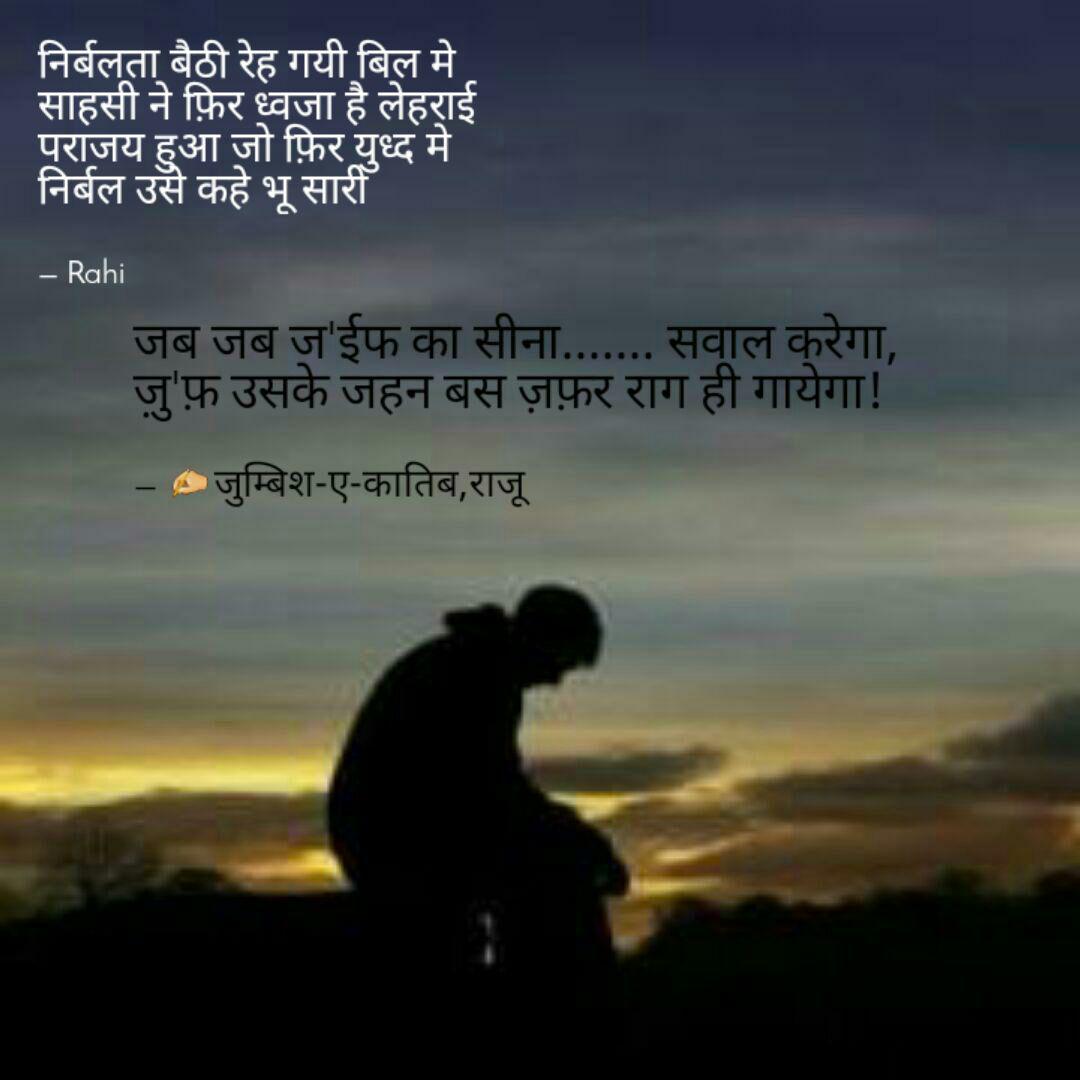 निर्बलता बैठी रेह गयी बिल मे
साहसी ने फ़िर ध्वजा है लेहराई
पराजय हुआ जो फ़िर युध्द मे
निर्बल उसे कहे भू सारी
– Rahi
जब जब ज'ईफ का सीना....... सवाल करेगा,
ज़ु'फ़ उसके जहन बस ज़फ़र राग ही गायेगा!
– ✍जुम्बिश-ए-कातिब,राजू